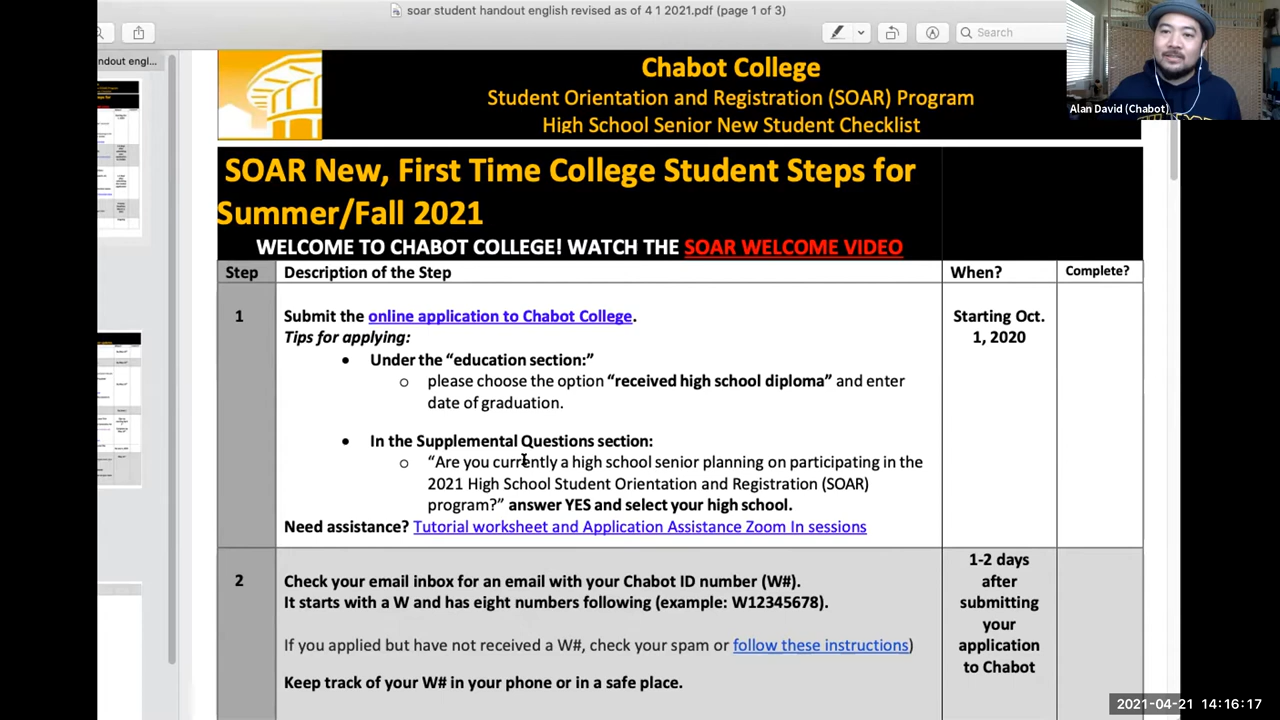 soar student handout english revised as of 4 1 2021.pdf (page 1 of 3)
Search
ndout engl...
Alan David (Chabot)
Chabot College
Student Orientation and Registration (SOAR) Program
High School Senior New Student Checklist
SOAR New, First Time College Student Steps for
Summer/Fall 2021
WELCOME TO CHABOT COLLEGE! WATCH THE SOAR WELCOME VIDEO
Step Description of the Step When? Complete?
1 Submit the online application to Chabot College. Starting Oct.
Tips for applying: 1, 2020
• Under the “education section:”
o please choose the option “received high school diploma” and enter
date of graduation.
• In the Supplemental Questions section:
o “Are you currently a high school senior planning on participating in the
2021 High School Student Orientation and Registration (SOAR)
program?” answer YES and select your high school.
Need assistance? Tutorial worksheet and Application Assistance Zoom In sessions
2 Check your email inbox for an email with your Chabot ID number (W#).
It starts with a W and has eight numbers following (example: W12345678).
If you applied but have not received a W#, check your spam or follow these instructions)
Keep track of your W# in your phone or in a safe place.
1-2 days
after
submitting
your
application
to Chabot
2021-04-21 14:16:17